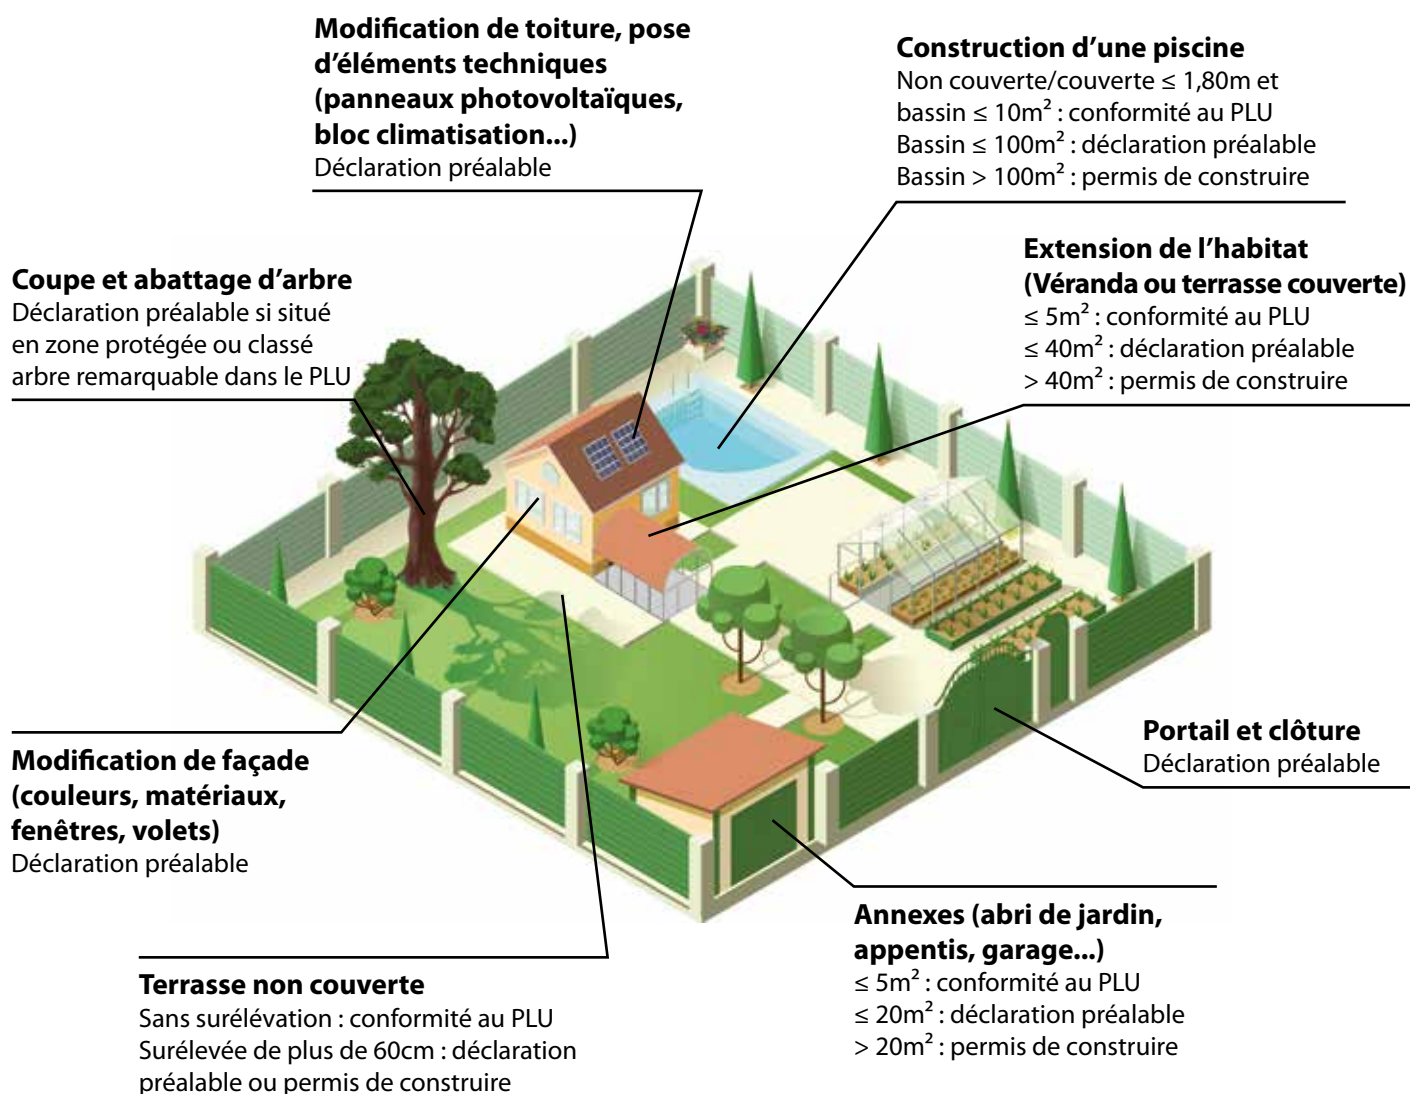 Modification de toiture, pose
d'éléments techniques
(panneaux photovoltaïques,
bloc climatisation...)
Déclaration préalable
Construction d'une piscine
Non couverte/couverte ≤ 1,80m et
bassin ≤ 10m² : conformité au PLU
Bassin ≤ 100m² : déclaration préalable
Bassin > 100m² : permis de construire
Extension de l'habitat
(Véranda ou terrasse couverte)
≤ 5m² : conformité au PLU
≤ 40m² : déclaration préalable
> 40m² : permis de construire
Coupe et abattage d'arbre
Déclaration préalable si situé
en zone protégée ou classé
arbre remarquable dans le PLU
Portail et clôture
Déclaration préalable
Modification de façade
(couleurs, matériaux,
fenêtres, volets)
Déclaration préalable
Annexes (abri de jardin,
appentis, garage...)
≤ 5m² : conformité au PLU
≤ 20m² : déclaration préalable
> 20m² : permis de construire
Terrasse non couverte
Sans surélévation : conformité au PLU
Surélevée de plus de 60cm : déclaration
préalable ou permis de construire